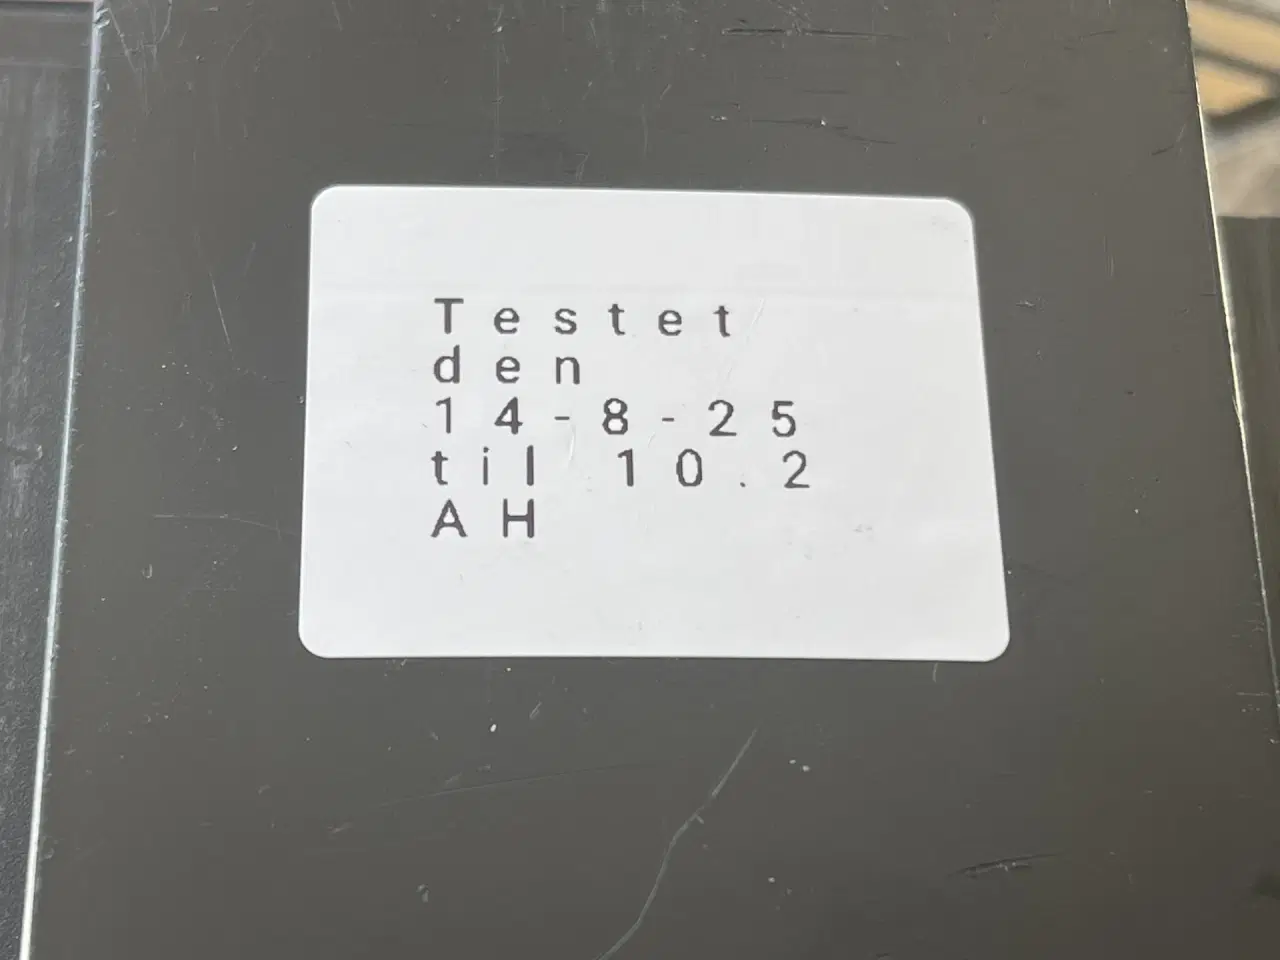 Testet
den
14-8-25
til 10.2
AH